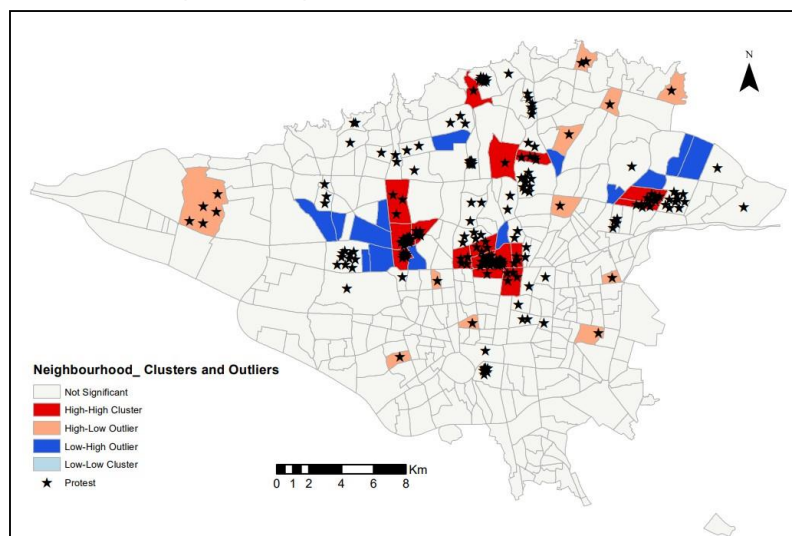 N
Neighbourhood_ Clusters and Outliers
Not Significant
High-High Cluster
High-Low Outlier
Low-High Outlier
Low-Low Cluster
Protest
Km
0 1 2 4 6 8